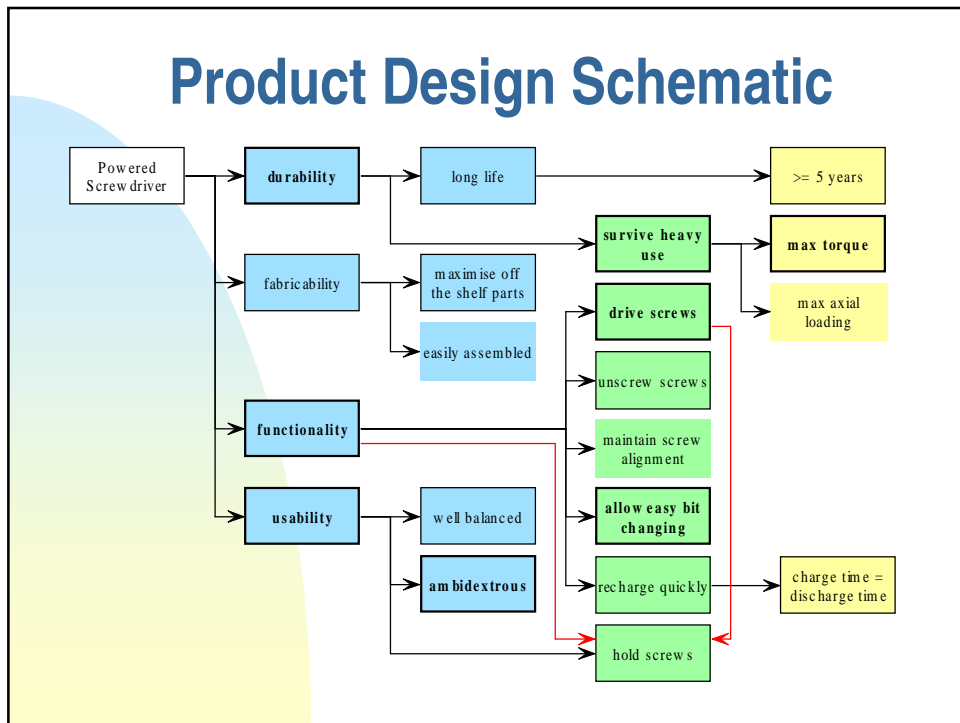 Product Design Schematic
Powered
Screwdriver
durability
long life
>= 5 years
survive heavy
use
max torque
fabricability
maximise off
the shelf parts
drive screws
max axial
loading
easily assembled
unscrew screws
functionality
maintain screw
alignment
usability
well balanced
allow easy bit
changing
ambidextrous
recharge quickly
charge time =
discharge time
hold screws